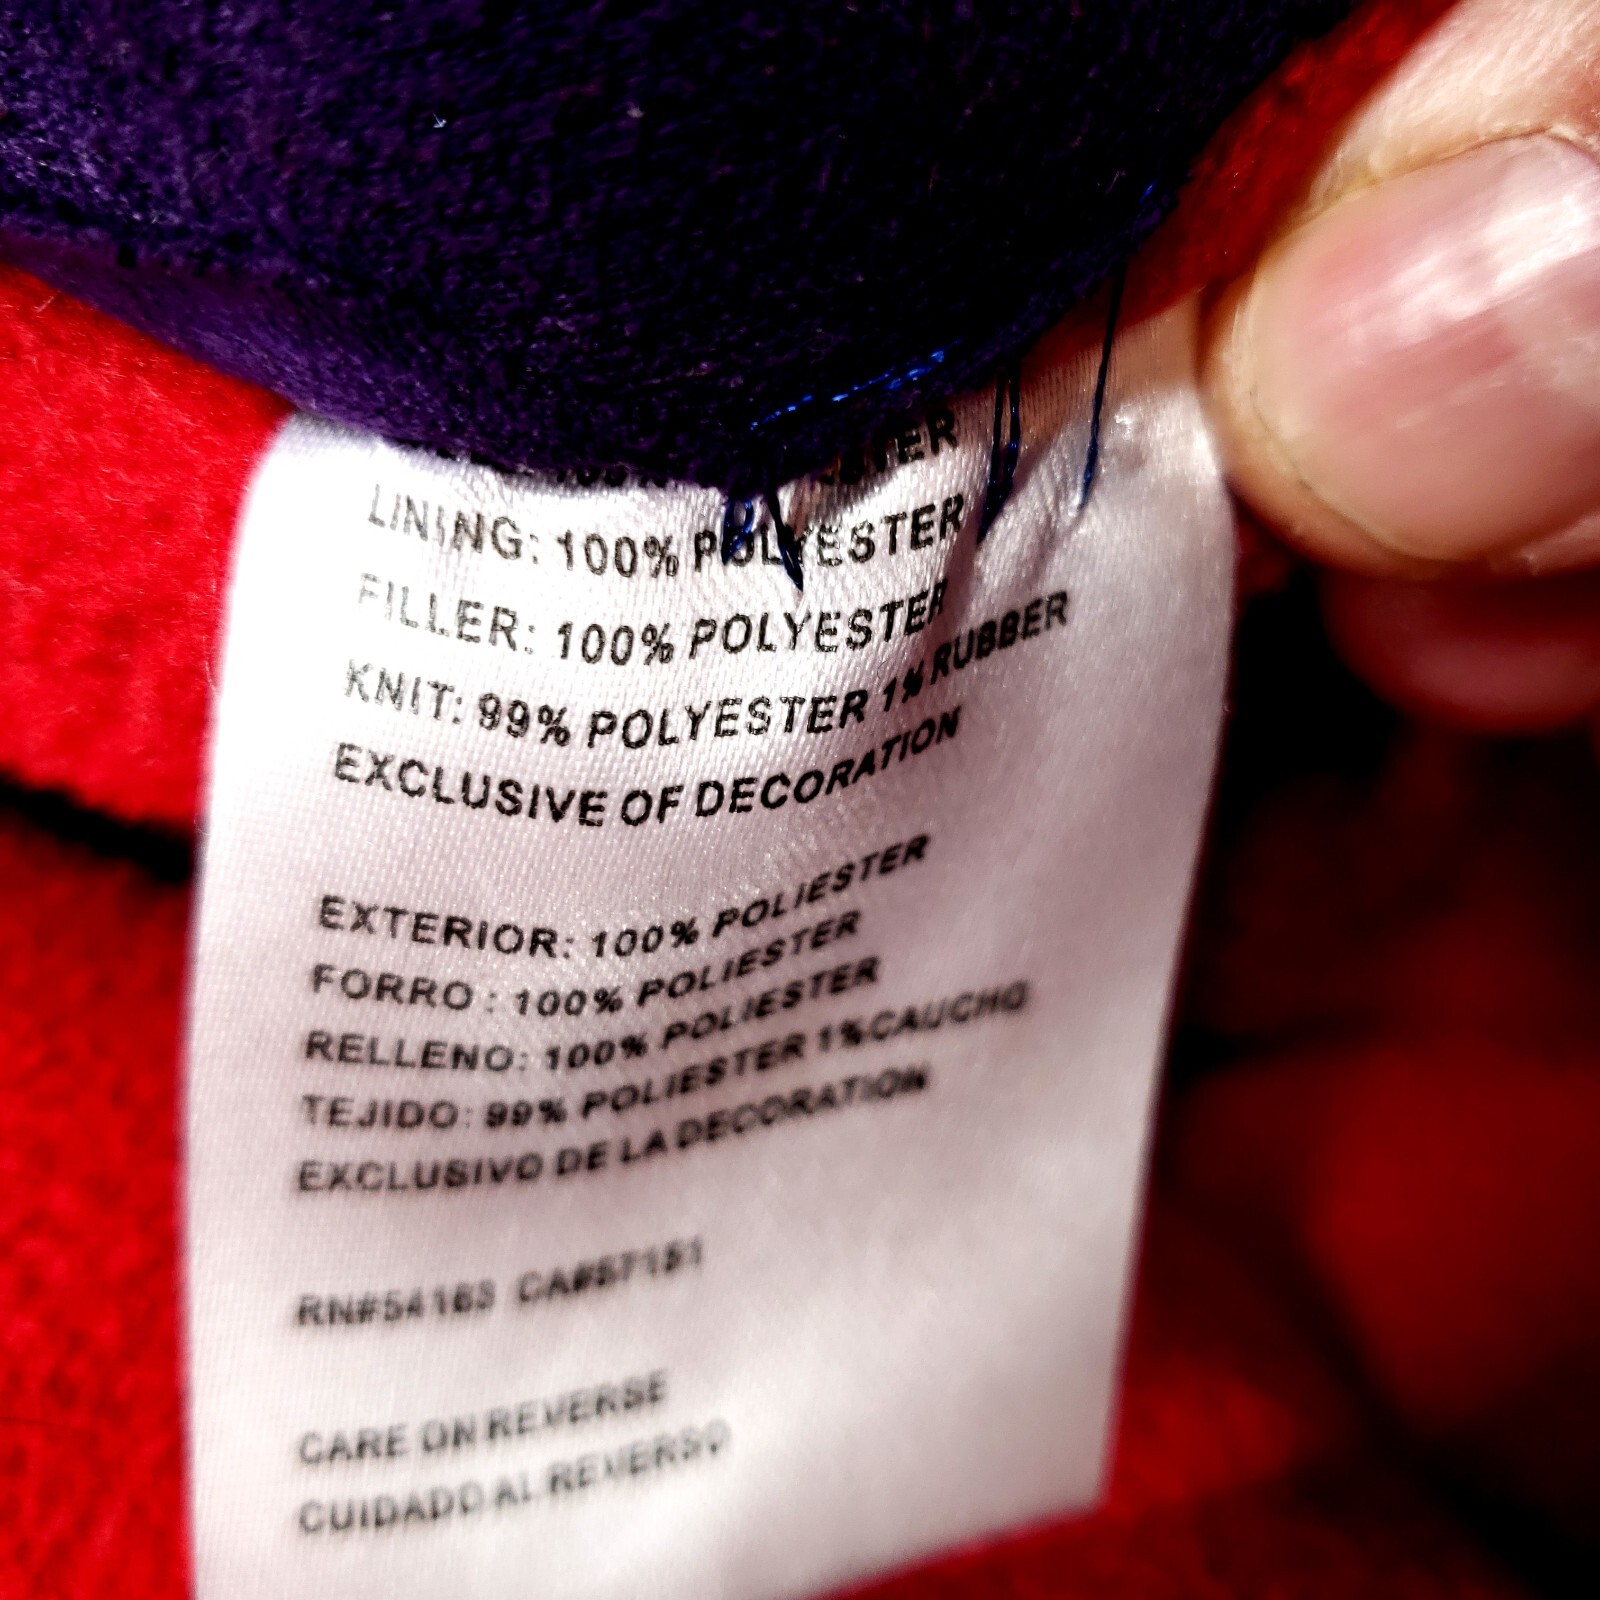 LINING: 100% POLYESTER
FILLER: 100% POLYESTER
KNIT: 99% POLYESTER 1% RUBBER
EXCLUSIVE OF DECORATION
EXTERIOR: 100% POLIESTER
FORRO : 100% POLIESTER
RELLENO: 100% POLIESTER
TEJIDO: 99% POLIESTER 1%CAUCHO
EXCLUSIVO DE LA DECORATION
RN#54163 CA#57151
CARE ON REVERSE
CUIDADO AL REVERSO